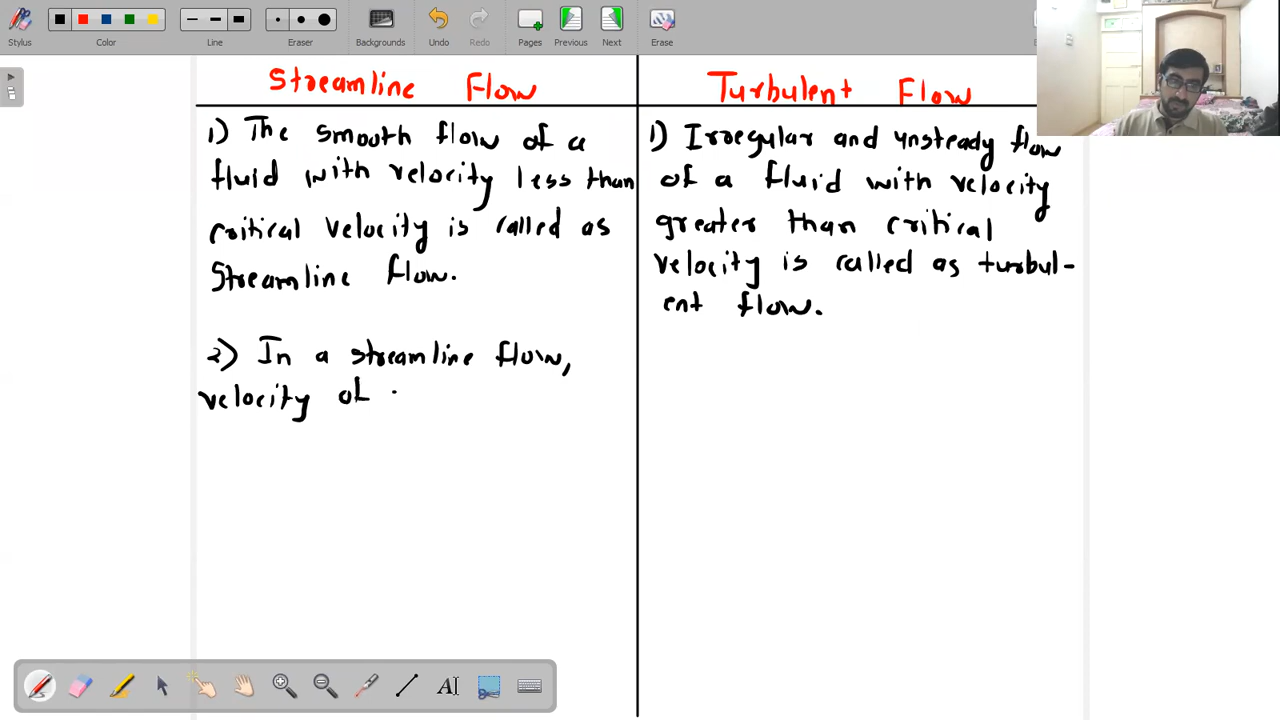 Stylus
Color
Line
Eraser
Backgrounds
Undo
Redo
Pages
Previous
Next
Erase
Streamline Flow
1) The smooth flow of a
fluid with velocity less than
critical velocity is called as
Streamline flow.
2) In a streamline flow,
velocity of
Turbulent Flow
1) Irregular and unsteady flow
of a fluid with velocity
greater than critical
velocity is called as turbul-
ent flow.
AI